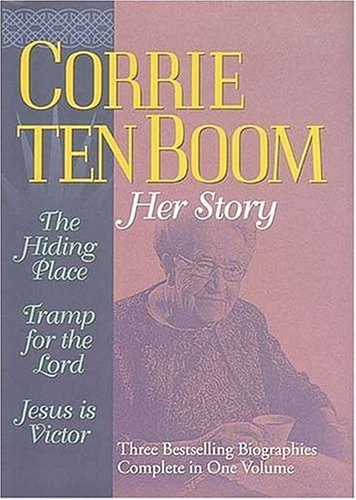 CORRIE
TEN BOOM
Her Story
The
Hiding
Place
Tramp
for the
Lord
Jesus is
Victor
Three Bestselling Biographies
Complete in One Volume